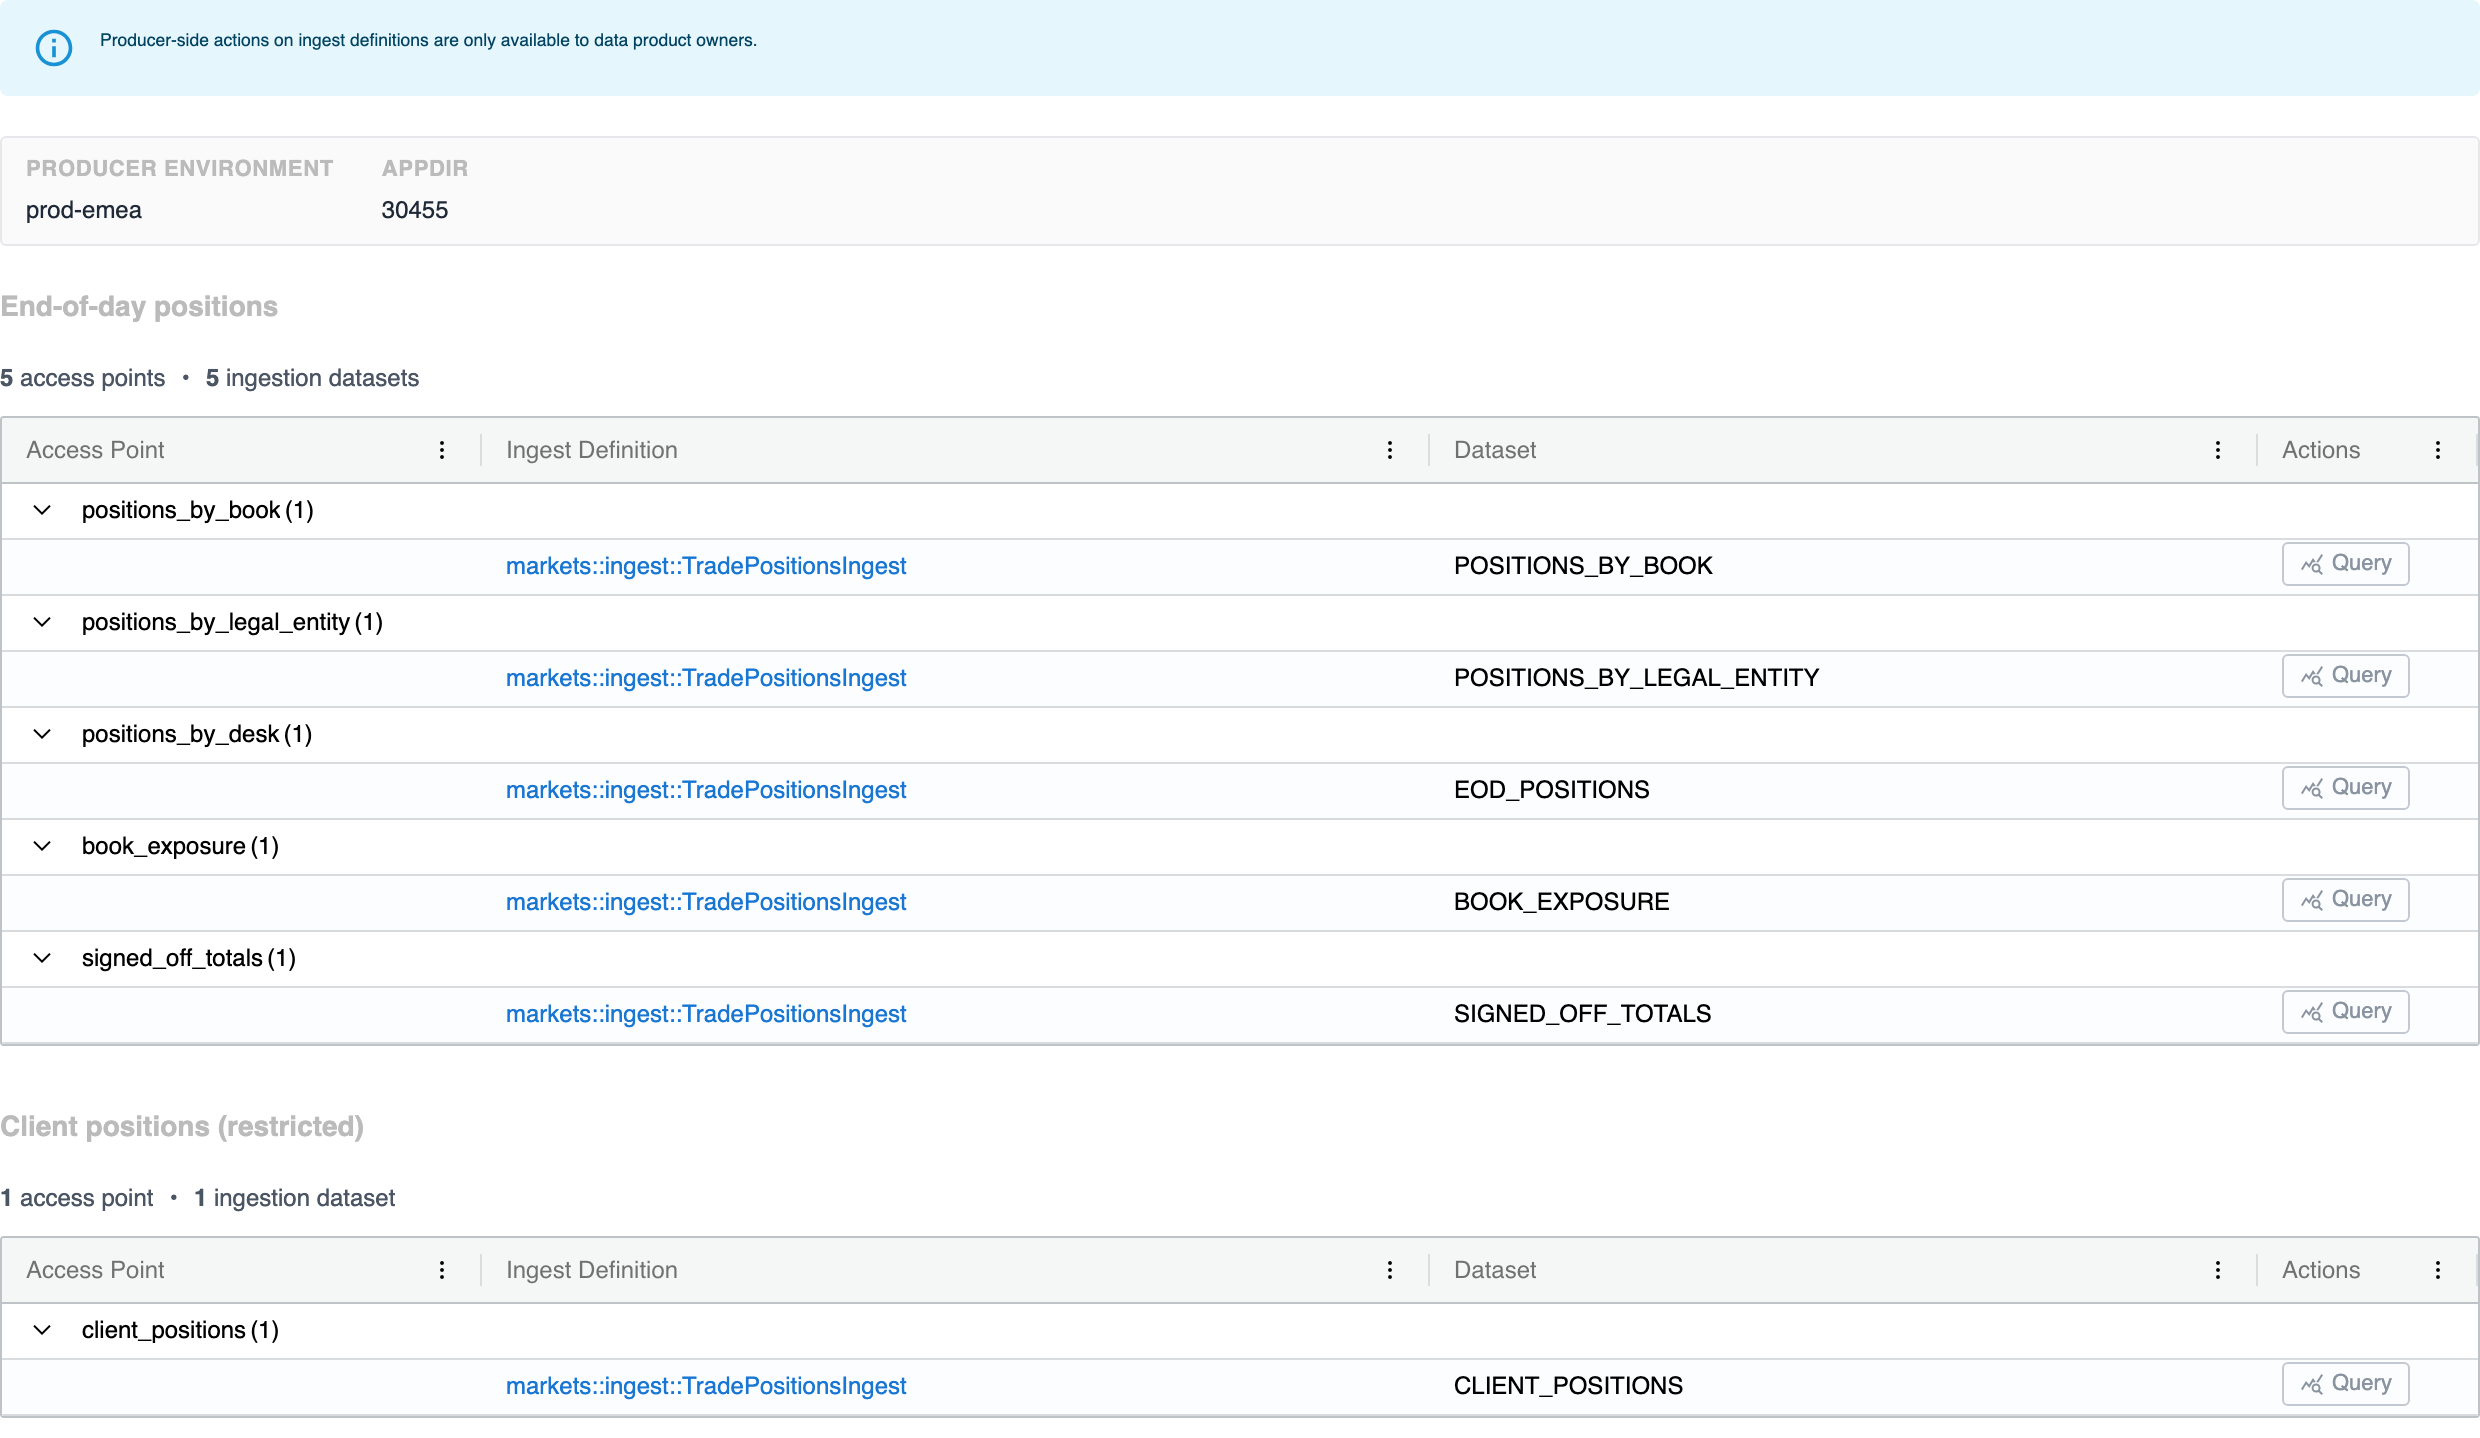 Producer-side actions on ingest definitions are only available to data product owners.
PRODUCER ENVIRONMENT APPDIR
prod-emea 30455
End-of-day positions
5 access points • 5 ingestion datasets
Access Point Ingest Definition Dataset Actions
positions_by_book (1)
markets::ingest::TradePositionsIngest POSITIONS_BY_BOOK Query
positions_by_legal_entity (1)
markets::ingest::TradePositionsIngest POSITIONS_BY_LEGAL_ENTITY Query
positions_by_desk (1)
markets::ingest::TradePositionsIngest EOD_POSITIONS Query
book_exposure (1)
markets::ingest::TradePositionsIngest BOOK_EXPOSURE Query
signed_off_totals (1)
markets::ingest::TradePositionsIngest SIGNED_OFF_TOTALS Query
Client positions (restricted)
1 access point • 1 ingestion dataset
Access Point Ingest Definition Dataset Actions
client_positions (1)
markets::ingest::TradePositionsIngest CLIENT_POSITIONS Query